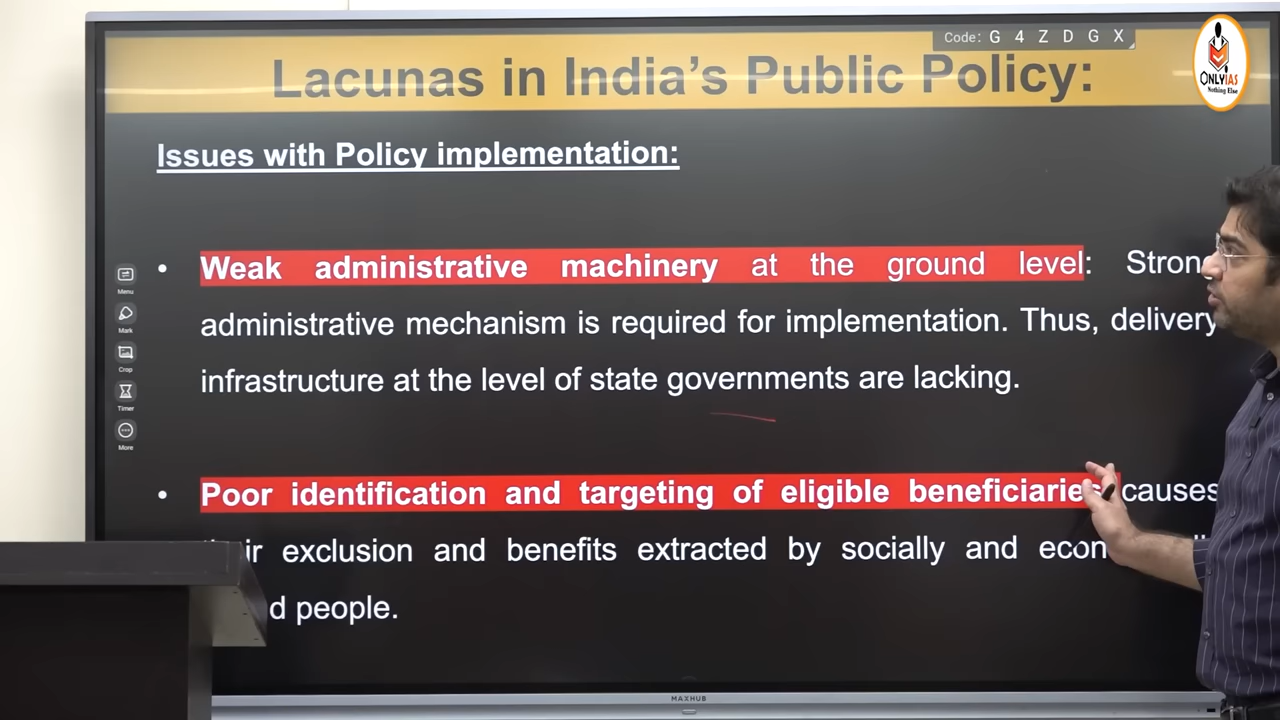 Code: G 4 Z D G X
Lacunas in India's Public Policy:
ONLYIAS
Nothing Else
Issues with Policy implementation:
• Weak administrative machinery at the ground level:
administrative mechanism is required for implementation. Thus, delivery
infrastructure at the level of state governments are lacking.
• Poor identification and targeting of eligible beneficiaries causes
exclusion and benefits extracted by socially and
people.
Menu
Mark
Crop
Timer
More
MAXHUB